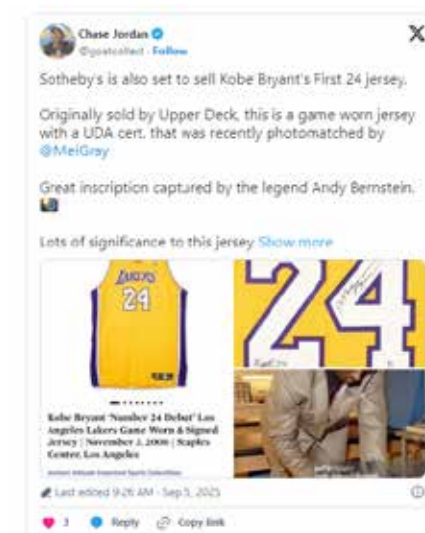 Chase Jordan
@goatcollect · Follow
Sotheby's is also set to sell Kobe Bryant's First 24 jersey.
Originally sold by Upper Deck, this is a game worn jersey
with a UDA cert. that was recently photomatched by
@MeiGray
Great inscription captured by the legend Andy Bernstein.
Lots of significance to this jersey Show more
LAKERS
24
24
Kobe Bryant 'Number 24 Debut' Los
Angeles Lakers Game Worn & Signed
Jersey | November 3, 2006 | Staples
Center, Los Angeles
Last edited 9:26 AM · Sep 5, 2025
3 Reply Copy link